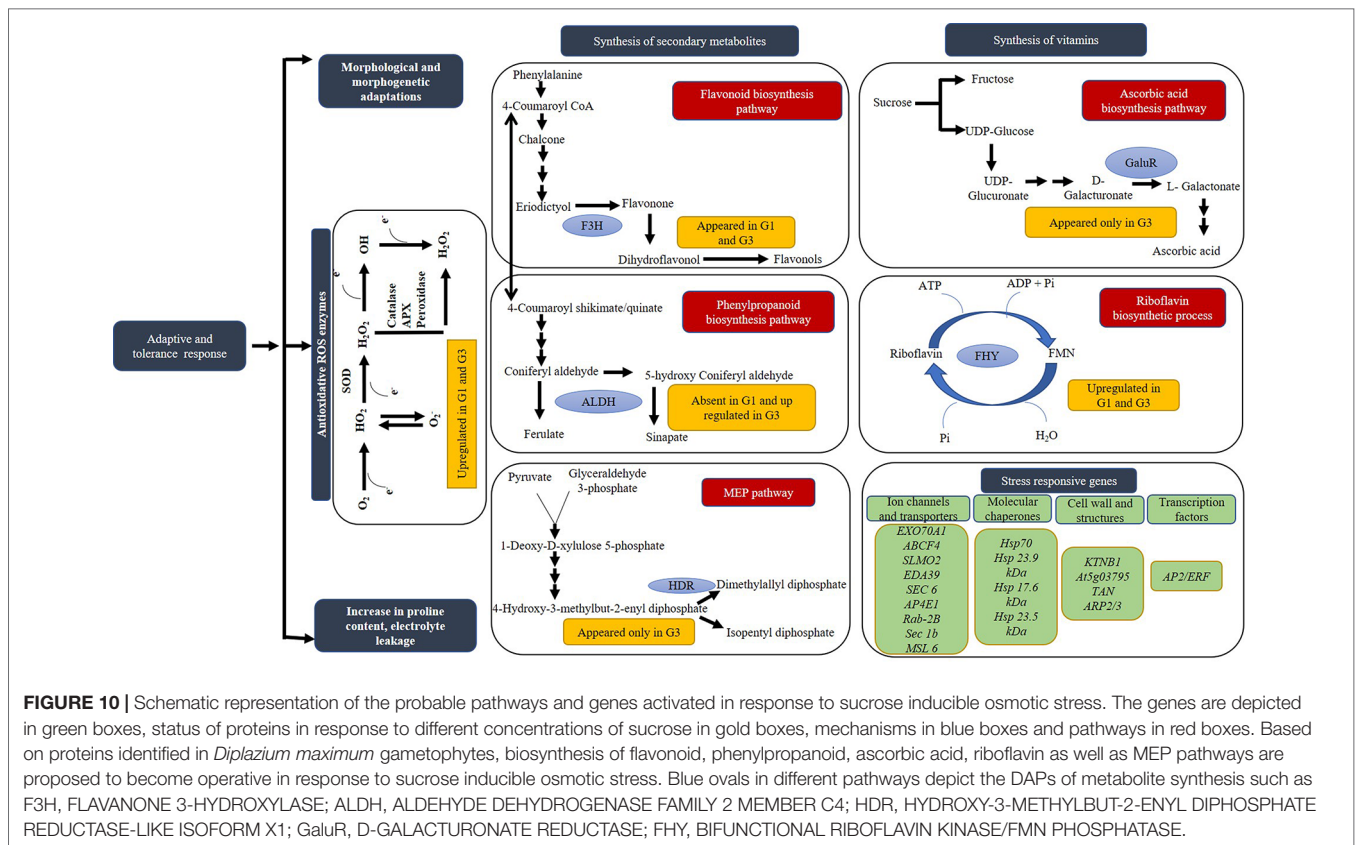 Synthesis of secondary metabolites
Synthesis of vitamins
Morphological and
morphogenetic
adaptations
Adaptive and
tolerance response
Antioxidative ROS enzymes
O₂
e⁻
HO₂
O₂⁻
e⁻
SOD
H₂O₂
e⁻
Catalase
APX
Peroxidase
OH
e⁻
H₂O₂
Upregulated in G1 and G3
Increase in proline
content, electrolyte
leakage
Phenylalanine
4-Coumaroyl CoA
Chalcone
Eriodictyol
Flavonone
F3H
Dihydroflavonol
Flavonols
Flavonoid biosynthesis
pathway
Appeared in G1
and G3
4-Coumaroyl shikimate/quinate
Phenylpropanoid
biosynthesis pathway
Coniferyl aldehyde
5-hydroxy Coniferyl aldehyde
ALDH
Absent in G1 and up
regulated in G3
Ferulate
Sinapate
Pyruvate
Glyceraldehyde
3-phosphate
MEP pathway
1-Deoxy-D-xylulose 5-phosphate
HDR
Dimethylallyl diphosphate
4-Hydroxy-3-methylbut-2-enyl diphosphate
Appeared only in G3
Isopentyl diphosphate
Sucrose
Fructose
UDP-Glucose
Ascorbic acid
biosynthesis pathway
GaluR
UDP-
Glucuronate
D-
Galacturonate
L- Galactonate
Appeared only in G3
Ascorbic acid
ATP
ADP + Pi
Riboflavin
biosynthetic process
Riboflavin
FHY
FMN
Upregulated in
G1 and G3
Pi
H₂O
Stress responsive genes
Ion channels
and transporters
EXO70A1
ABCF4
SLMO2
EDA39
SEC 6
AP4E1
Rab-2B
Sec 1b
MSL 6
Molecular
chaperones
Hsp70
Hsp 23.9
kDa
Hsp 17.6
kDa
Hsp 23.5
kDa
Cell wall and
structures
KTNB1
At5g03795
TAN
ARP2/3
Transcription
factors
AP2/ERF
FIGURE 10 | Schematic representation of the probable pathways and genes activated in response to sucrose inducible osmotic stress. The genes are depicted
in green boxes, status of proteins in response to different concentrations of sucrose in gold boxes, mechanisms in blue boxes and pathways in red boxes. Based
on proteins identified in Diplazium maximum gametophytes, biosynthesis of flavonoid, phenylpropanoid, ascorbic acid, riboflavin as well as MEP pathways are
proposed to become operative in response to sucrose inducible osmotic stress. Blue ovals in different pathways depict the DAPs of metabolite synthesis such as
F3H, FLAVANONE 3-HYDROXYLASE; ALDH, ALDEHYDE DEHYDROGENASE FAMILY 2 MEMBER C4; HDR, HYDROXY-3-METHYLBUT-2-ENYL DIPHOSPHATE
REDUCTASE-LIKE ISOFORM X1; GaluR, D-GALACTURONATE REDUCTASE; FHY, BIFUNCTIONAL RIBOFLAVIN KINASE/FMN PHOSPHATASE.